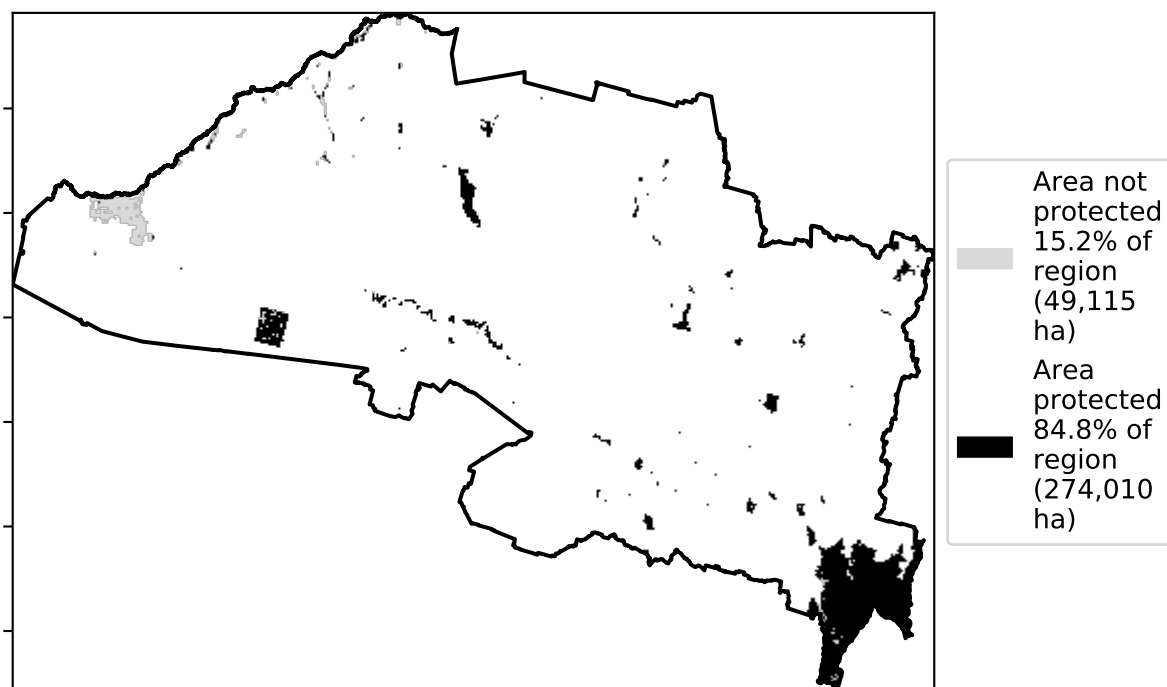 Area not
protected
15.2% of
region
(49,115
ha)
Area
protected
84.8% of
region
(274,010
ha)